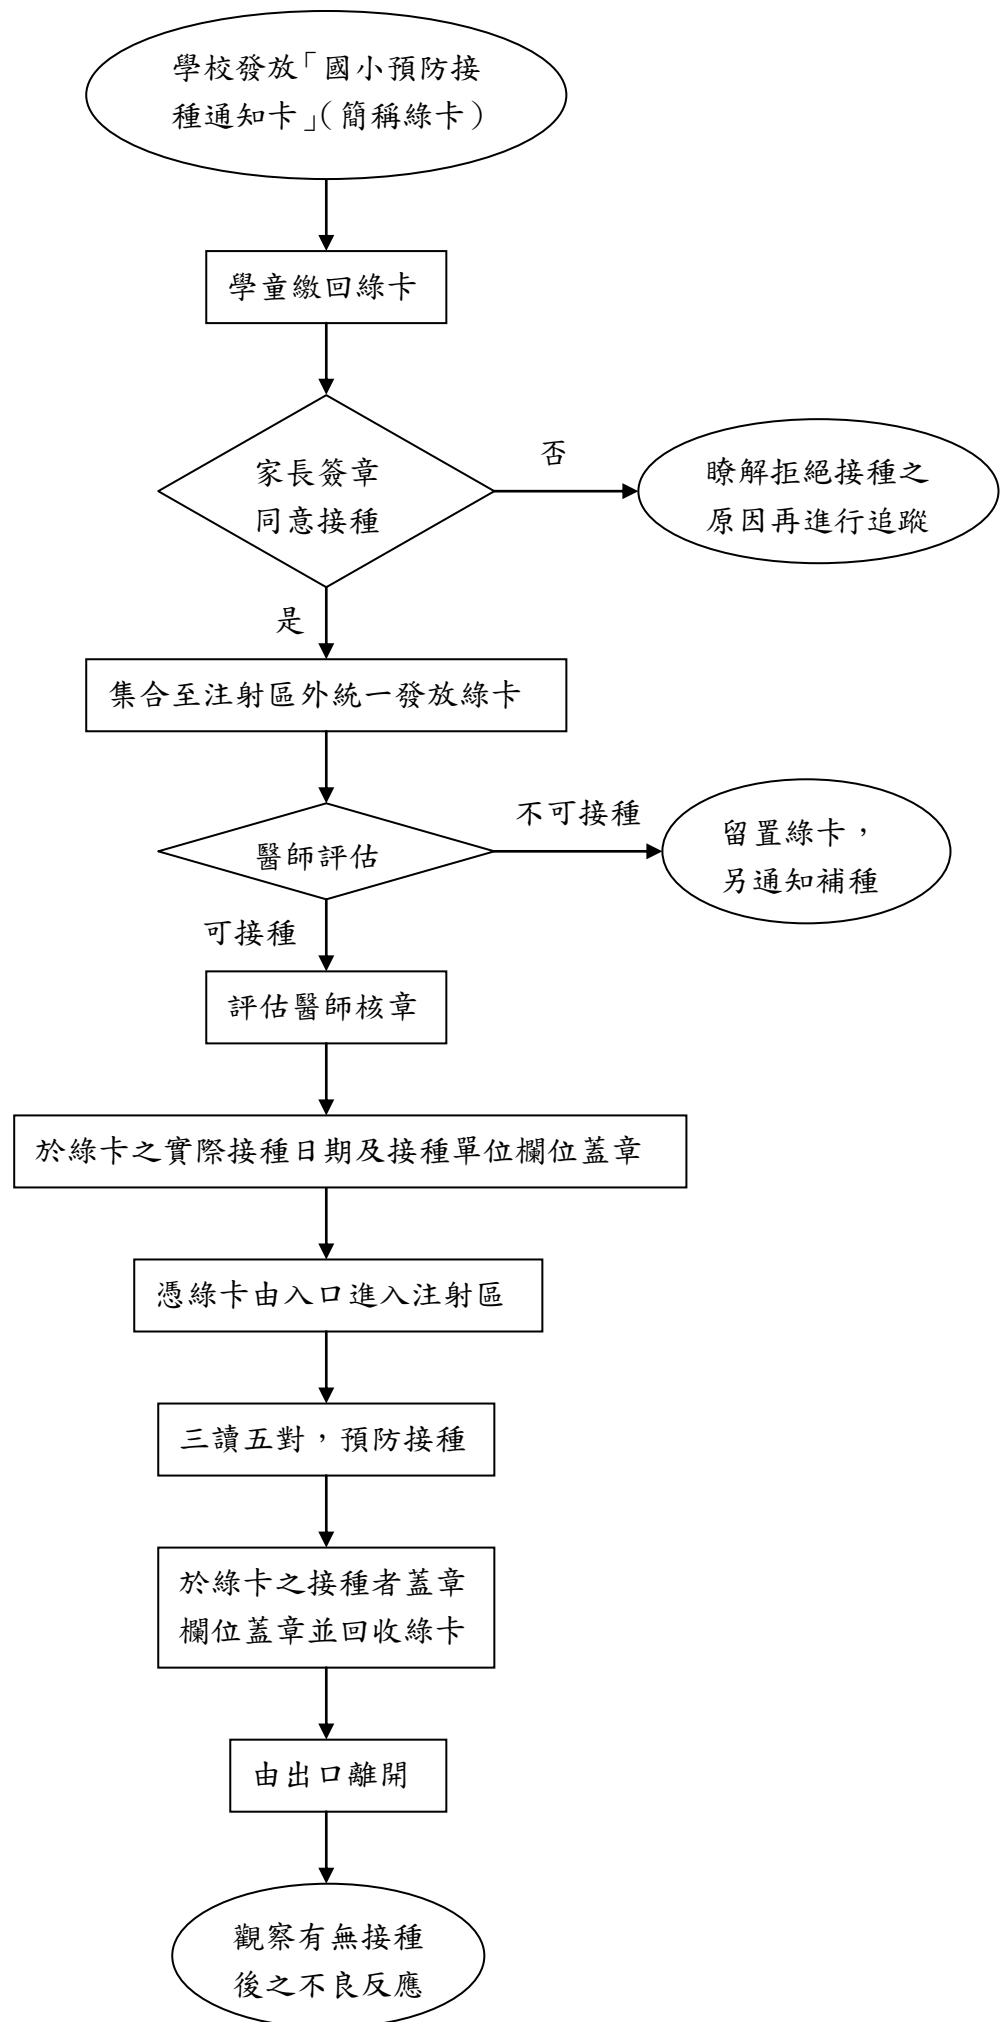 學校發放「國小預防接
種通知卡」(簡稱綠卡)
學童繳回綠卡
家長簽章
同意接種
否
瞭解拒絕接種之
原因再進行追蹤
是
集合至注射區外統一發放綠卡
醫師評估
不可接種
留置綠卡，
另通知補種
可接種
評估醫師核章
於綠卡之實際接種日期及接種單位欄位蓋章
憑綠卡由入口進入注射區
三讀五對，預防接種
於綠卡之接種者蓋章
欄位蓋章並回收綠卡
由出口離開
觀察有無接種
後之不良反應